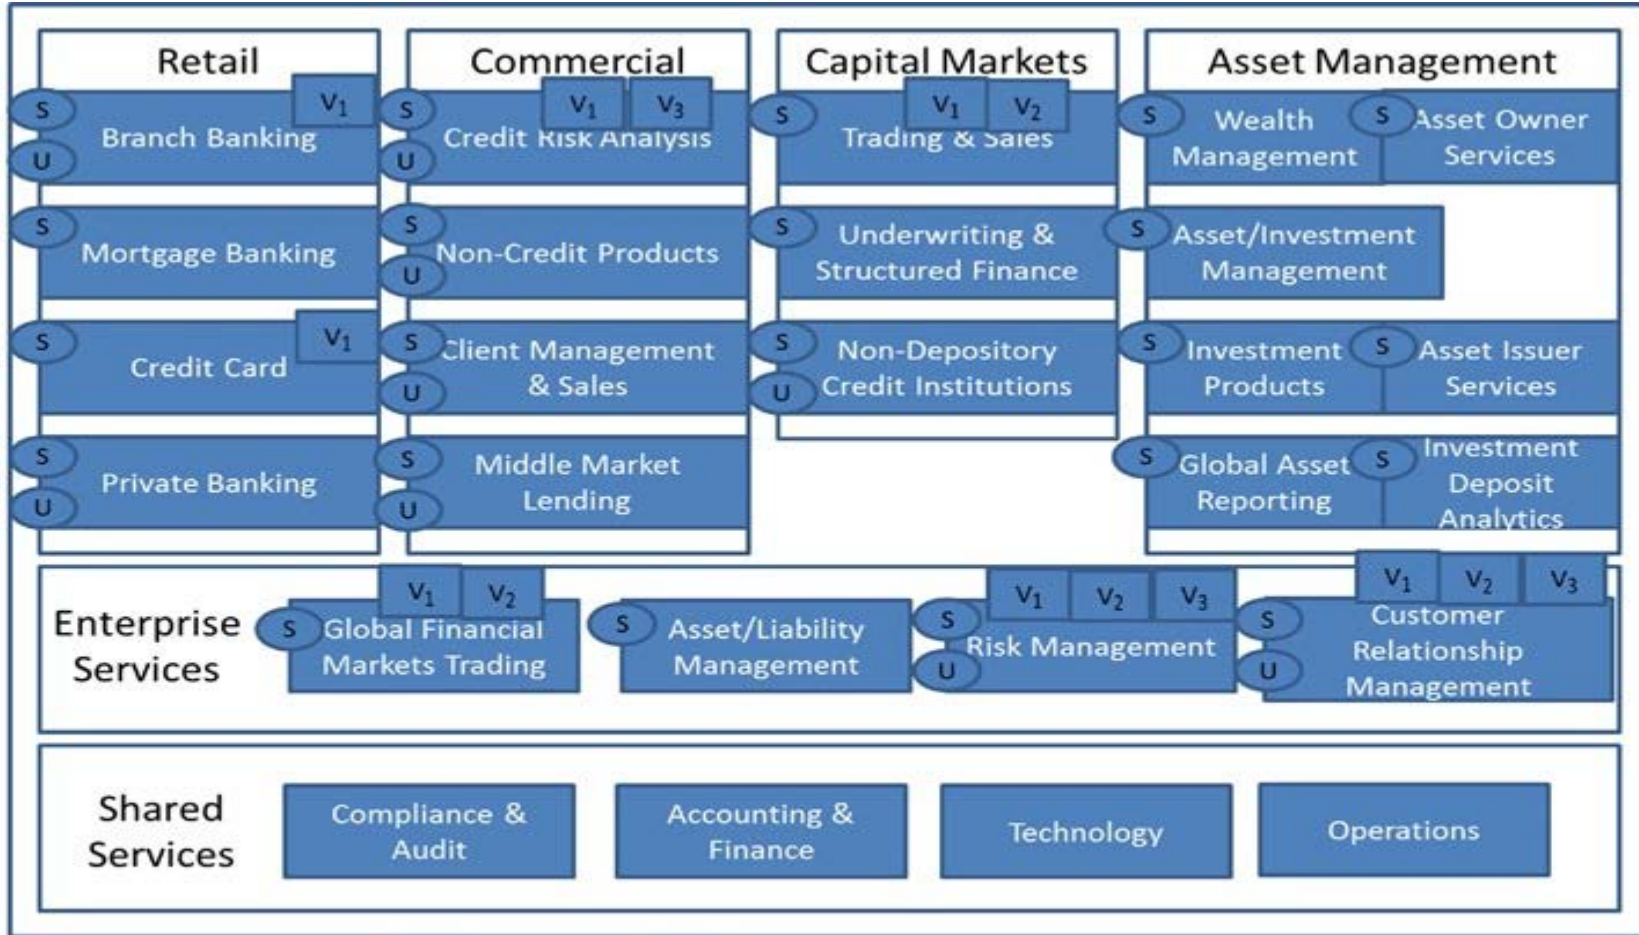 Retail
V₁
S
Branch Banking
U
S
Mortgage Banking
V₁
S
Credit Card
S
Private Banking
U
Commercial
V₁ V₃
S
Credit Risk Analysis
U
S
Non-Credit Products
U
S
Client Management
& Sales
U
S
Middle Market
Lending
U
Capital Markets
V₁ V₂
S
Trading & Sales
S
Underwriting &
Structured Finance
S
Non-Depository
Credit Institutions
U
Asset Management
S
Wealth
Management
S
Asset Owner
Services
S
Asset/Investment
Management
S
Investment
Products
S
Asset Issuer
Services
S
Global Asset
Reporting
S
Investment
Deposit
Analytics
Enterprise
Services
V₁ V₂
S
Global Financial
Markets Trading
S
Asset/Liability
Management
V₁ V₂ V₃
S
Risk Management
U
V₁ V₂ V₃
S
Customer
Relationship
Management
U
Shared
Services
Compliance &
Audit
Accounting &
Finance
Technology
Operations